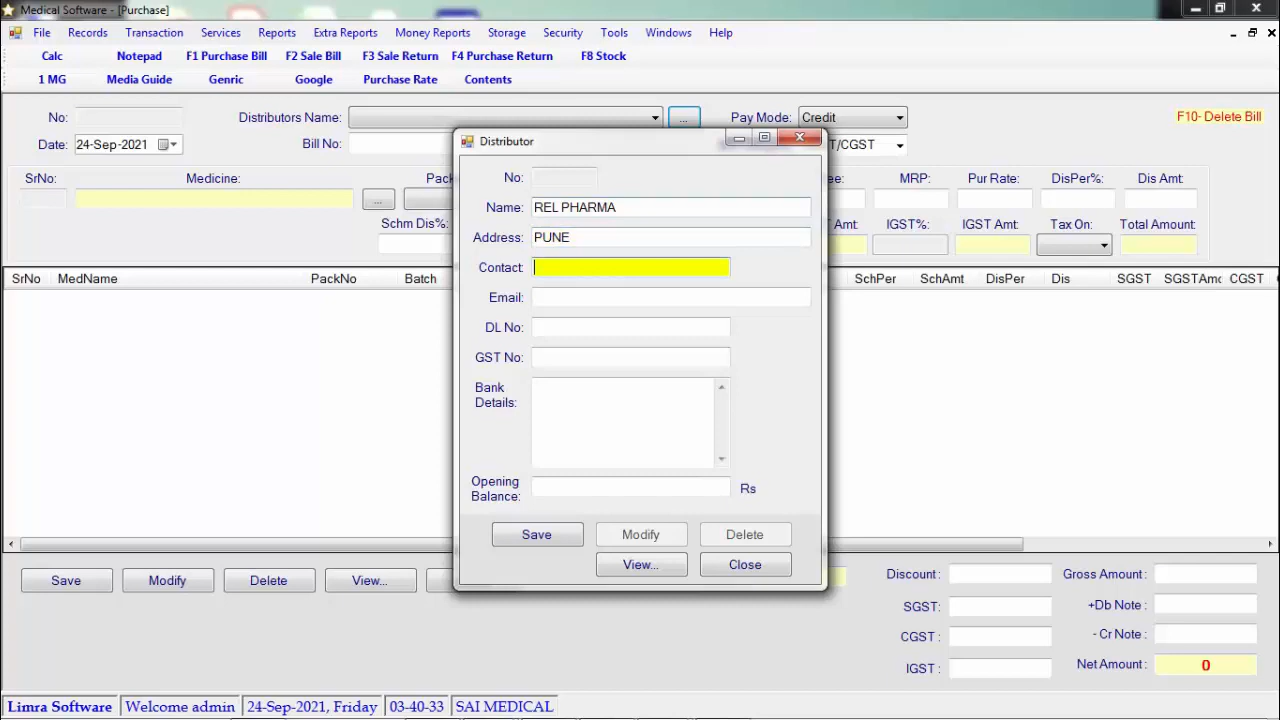 Medical Software - [Purchase]
File Records Transaction Services Reports Extra Reports Money Reports Storage Security Tools Windows Help
Calc Notepad F1 Purchase Bill F2 Sale Bill F3 Sale Return F4 Purchase Return F8 Stock
1 MG Media Guide Genric Google Purchase Rate Contents
No: Distributors Name: ... Pay Mode: Credit F10- Delete Bill
Date: 24-Sep-2021 Bill No: T/CGST
Distributor
SrNo: Medicine: Pack MRP: Pur Rate: DisPer%: Dis Amt:
...
Schm Dis%: Amt: IGST%: IGST Amt: Tax On: Total Amount:
SrNo MedName PackNo Batch SchPer SchAmt DisPer Dis SGST SGSTAmo CGST
No:
Name: REL PHARMA
Address: PUNE
Contact:
Email:
DL No:
GST No:
Bank
Details:
Opening
Balance: Rs
Save Modify Delete
View... Close
Save Modify Delete View...
Discount : Gross Amount :
SGST: +Db Note :
CGST : - Cr Note :
IGST : Net Amount : 0
Limra Software Welcome admin 24-Sep-2021, Friday 03-40-33 SAI MEDICAL